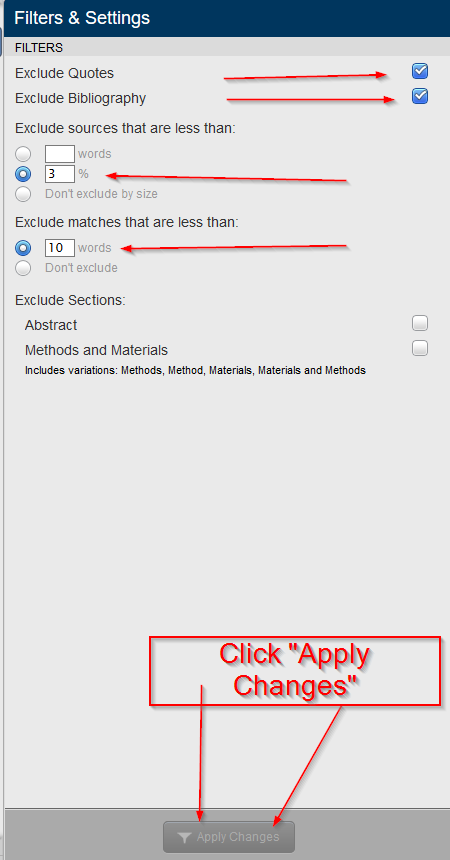 Filters & Settings
FILTERS
Exclude Quotes
Exclude Bibliography
Exclude sources that are less than:
words
3 %
Don't exclude by size
Exclude matches that are less than:
10 words
Don't exclude
Exclude Sections:
Abstract
Methods and Materials
Includes variations: Methods, Method, Materials, Materials and Methods
Click "Apply
Changes"
Apply Changes